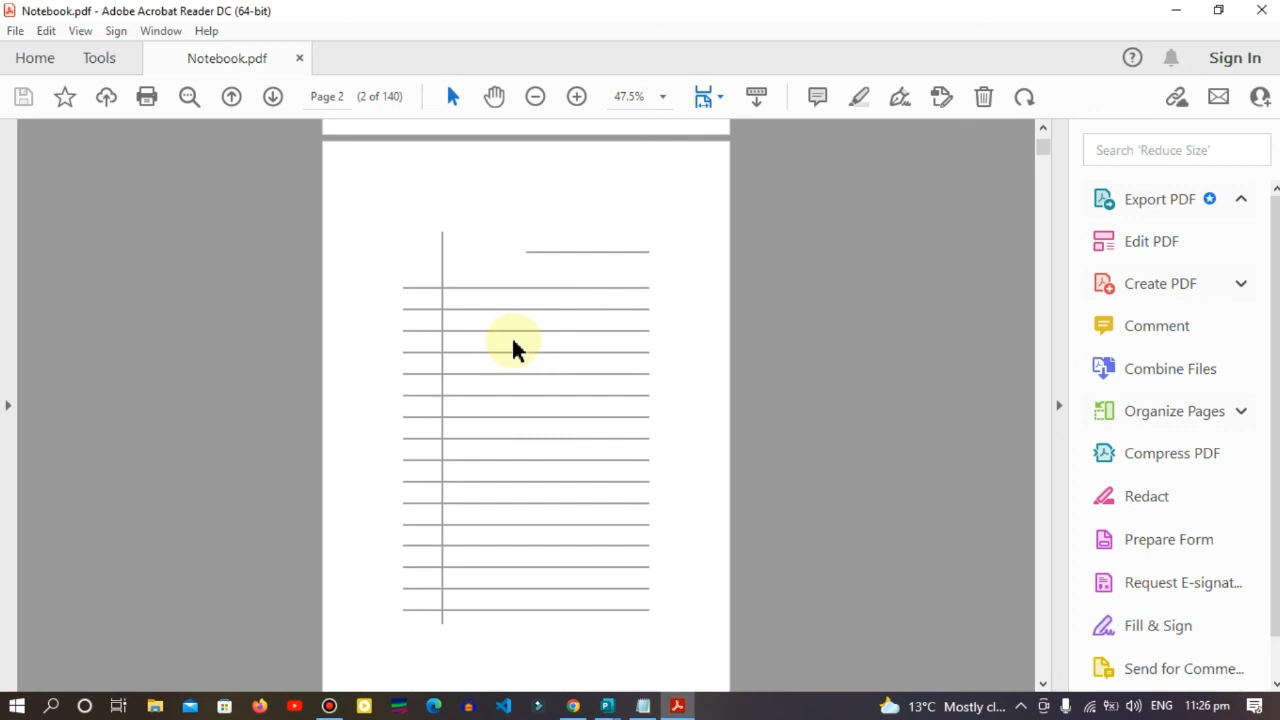 Notebook.pdf - Adobe Acrobat Reader DC (64-bit)
File Edit View Sign Window Help
Home Tools Notebook.pdf Sign In
Page 2 (2 of 140) 47.5%
Search 'Reduce Size'
Export PDF
Edit PDF
Create PDF
Comment
Combine Files
Organize Pages
Compress PDF
Redact
Prepare Form
Request E-signat...
Fill & Sign
Send for Comme...
13°C Mostly cl... ENG 11:26 pm